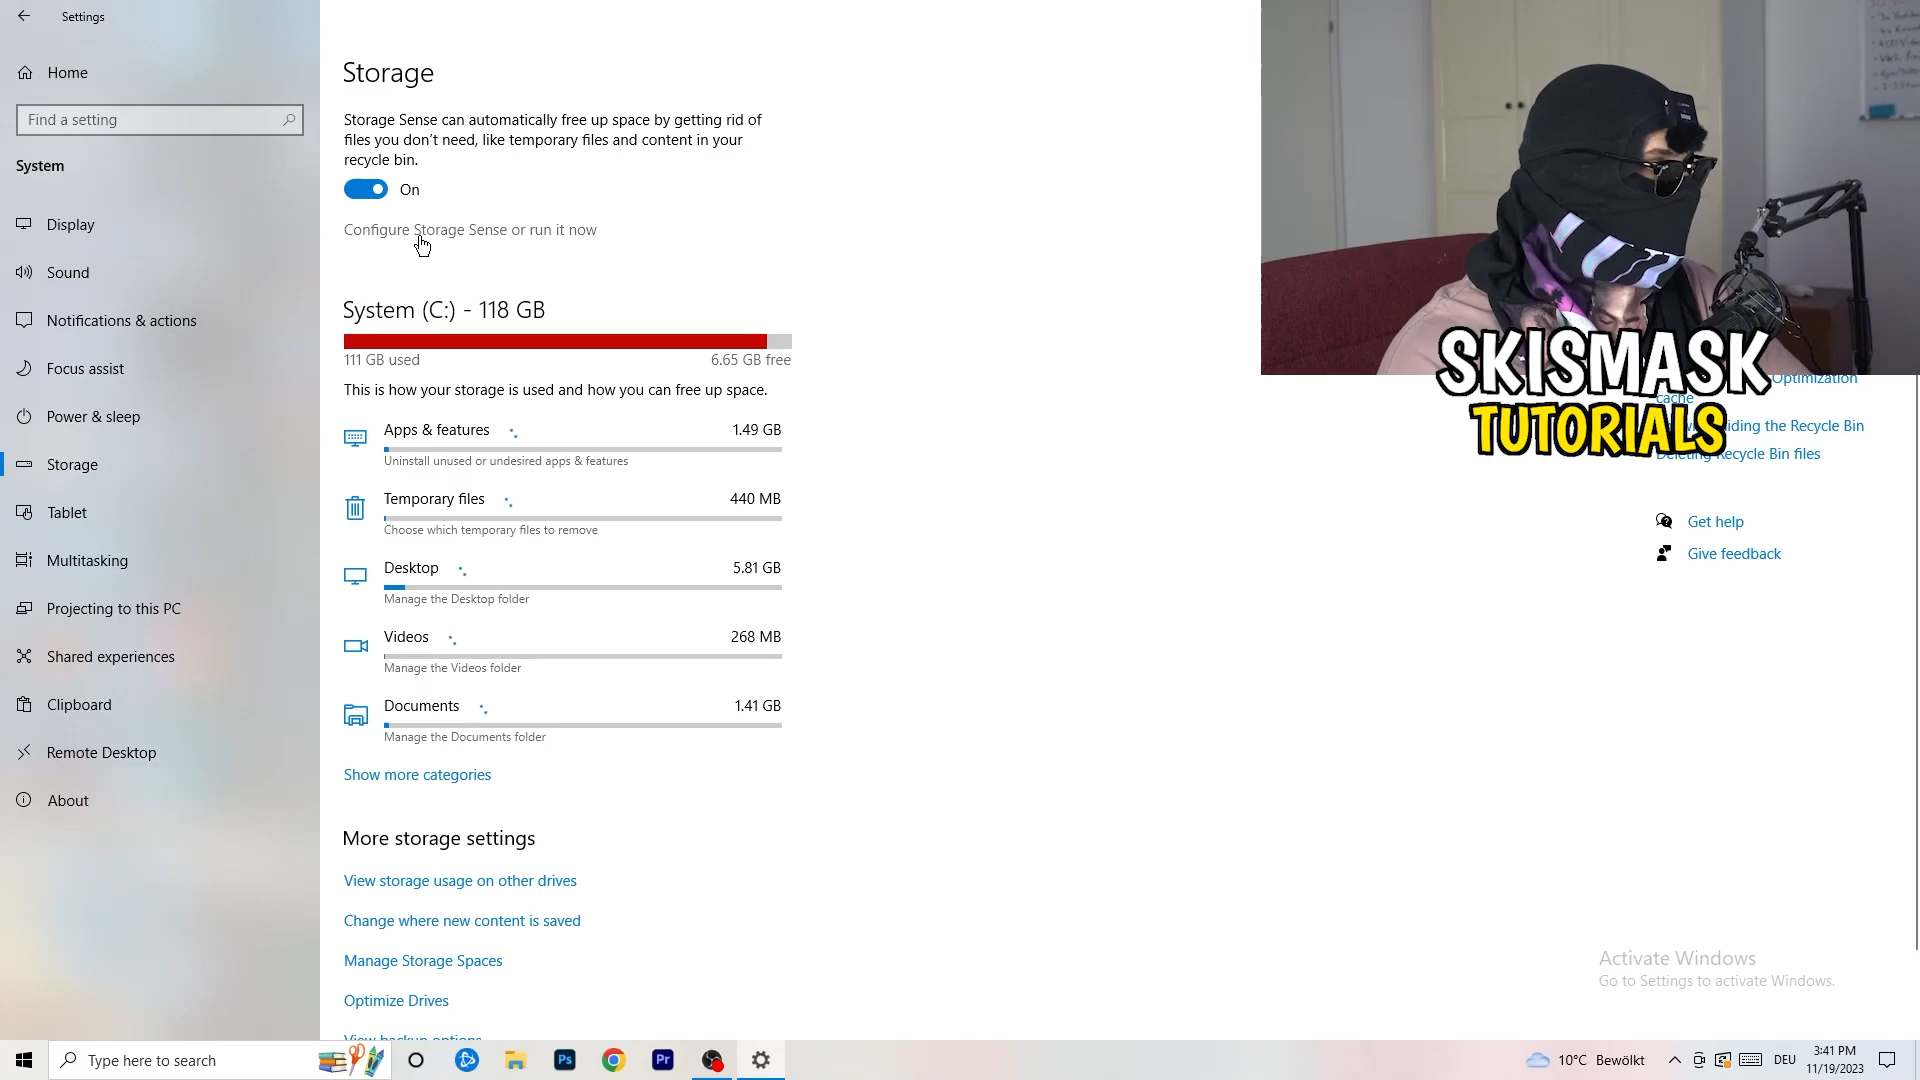 Settings
Home
Find a setting
System
Display
Sound
Notifications & actions
Focus assist
Power & sleep
Storage
Tablet
Multitasking
Projecting to this PC
Shared experiences
Clipboard
Remote Desktop
About
Storage
Storage Sense can automatically free up space by getting rid of
files you don't need, like temporary files and content in your
recycle bin.
On
Configure Storage Sense or run it now
System (C:) - 118 GB
111 GB used
6.65 GB free
This is how your storage is used and how you can free up space.
Apps & features
1.49 GB
Uninstall unused or undesired apps & features
Temporary files
440 MB
Choose which temporary files to remove
Desktop
5.81 GB
Manage the Desktop folder
Videos
268 MB
Manage the Videos folder
Documents
1.41 GB
Manage the Documents folder
Show more categories
More storage settings
View storage usage on other drives
Change where new content is saved
Manage Storage Spaces
Optimize Drives
View backup options
SKISMASK
TUTORIALS
Optimization
cache
the Recycle Bin
Deleting Recycle Bin files
Get help
Give feedback
Activate Windows
Go to Settings to activate Windows.
Type here to search
Ps
Pr
10°C Bewölkt
DEU
3:41 PM
11/19/2023